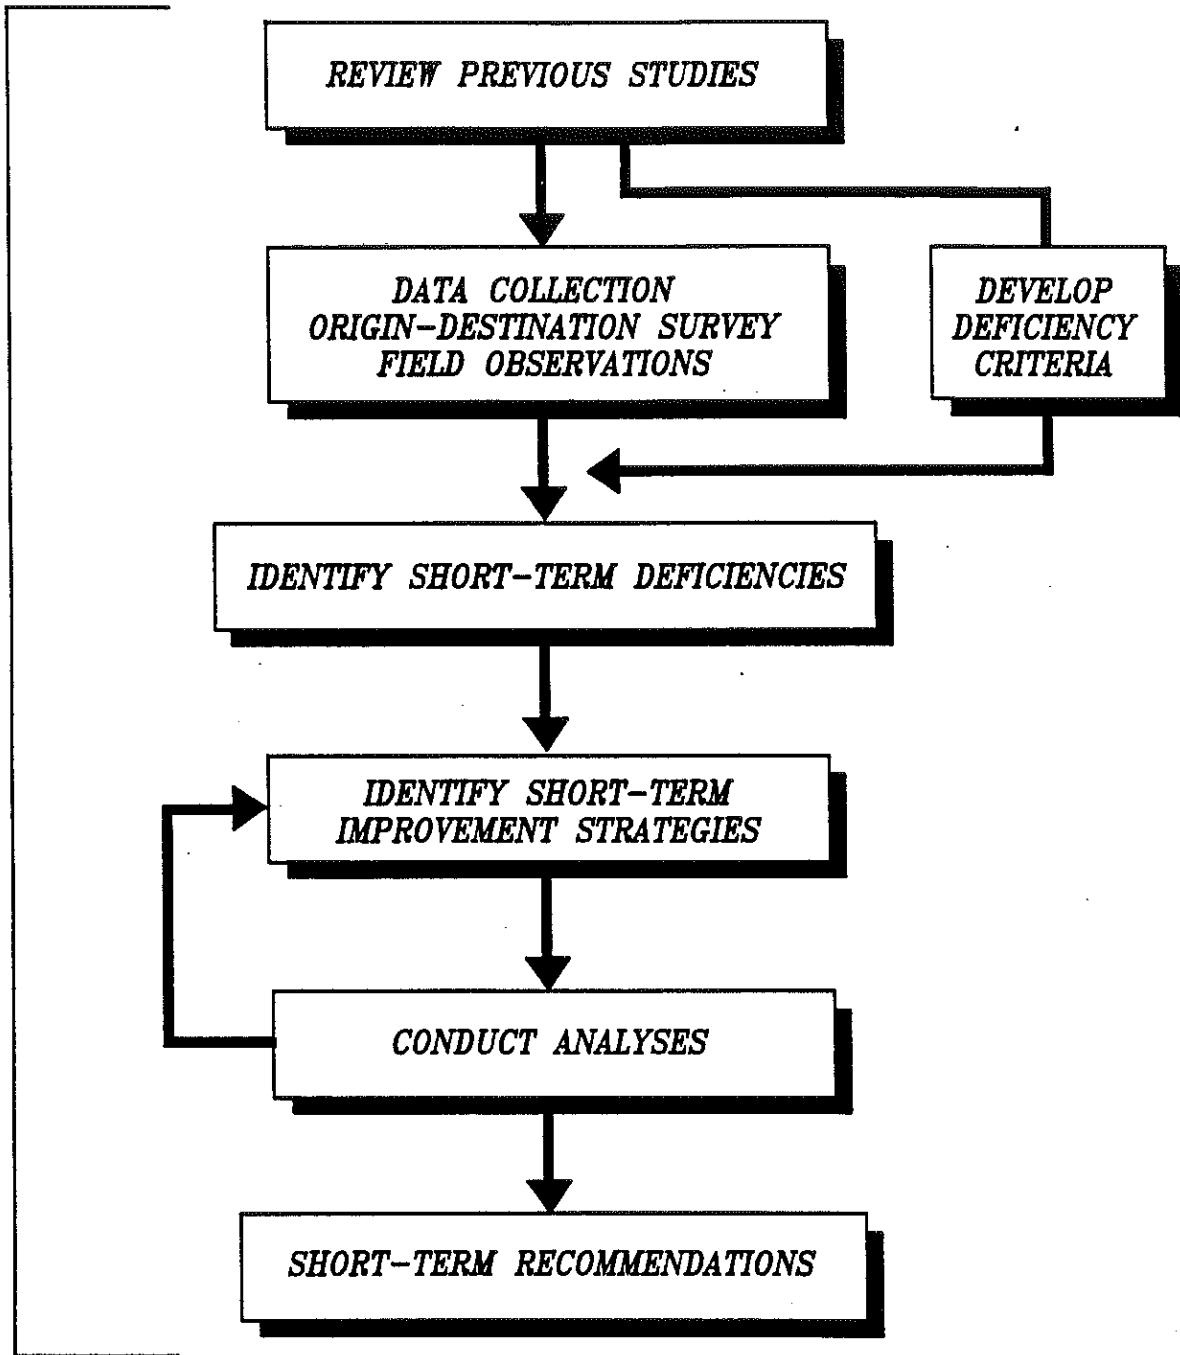 REVIEW PREVIOUS STUDIES
DATA COLLECTION
ORIGIN-DESTINATION SURVEY
FIELD OBSERVATIONS
DEVELOP
DEFICIENCY
CRITERIA
IDENTIFY SHORT-TERM DEFICIENCIES
IDENTIFY SHORT-TERM
IMPROVEMENT STRATEGIES
CONDUCT ANALYSES
SHORT-TERM RECOMMENDATIONS